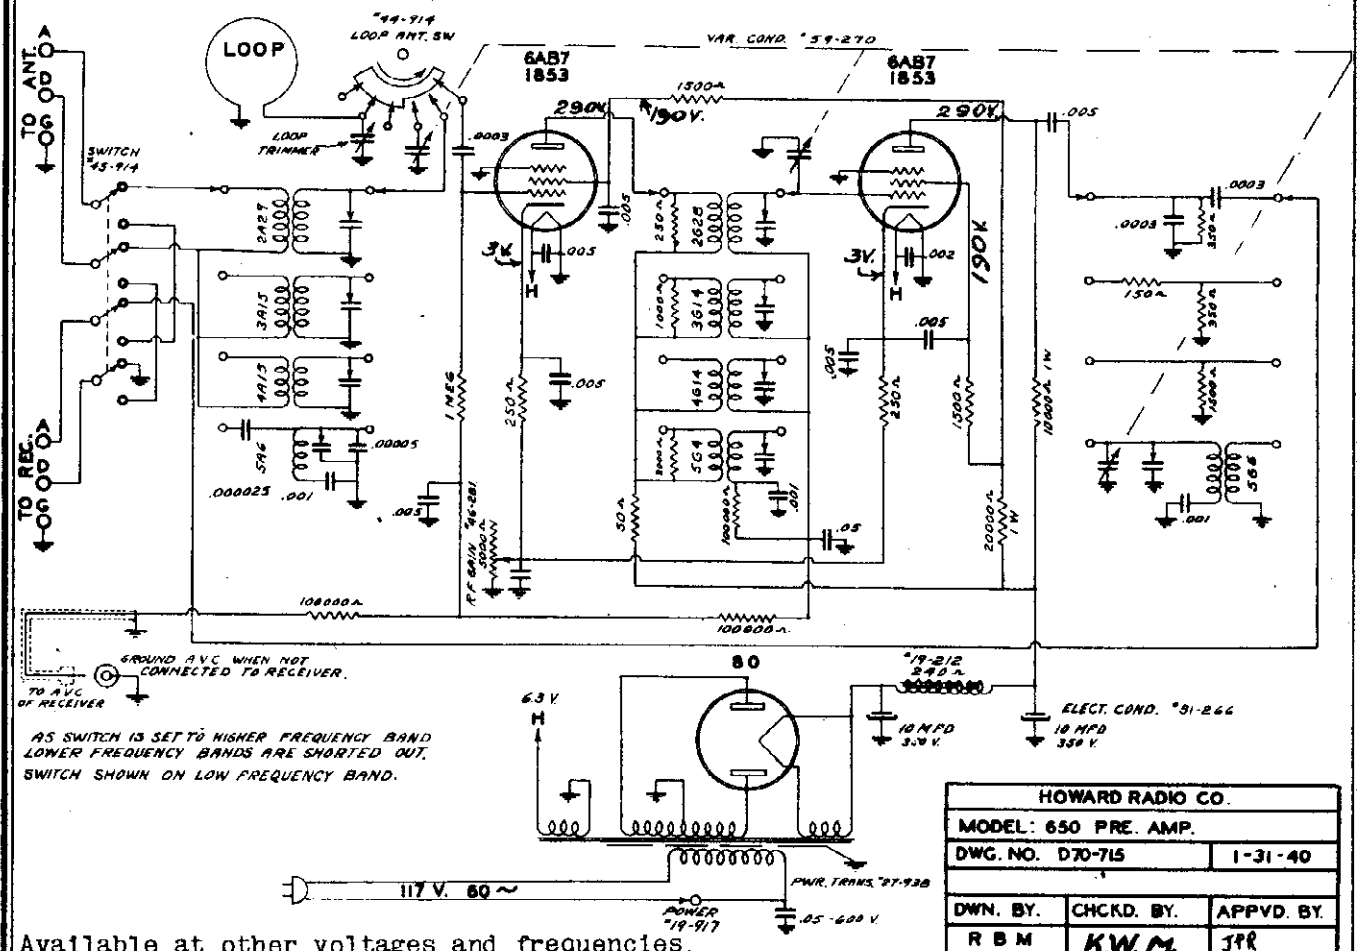 TO ANT.
A
D
G
LOOP
#44-914
LOOP ANT. SW
LOOP
TRIMMER
VAR. COND. #59-270
SWITCH
#45-914
6AB7
1853
290V.
1500Ω
190V.
6AB7
1853
290V.
.005
.0003
.005
3V.
.005
H
.005
1 MEG
250Ω
2A29
3A15
4A15
5A6
.00005
.000025
.001
.005
RF GAIN #46-281
5000Ω
250Ω
2G28
1000Ω
3G14
4G14
5G4
50Ω
100000Ω
.001
.05
.3V.
.002
H
190V.
.005
.005
250Ω
1500Ω
10000Ω 1W
20000Ω
1W
.0003
.0003
350Ω
150Ω
350Ω
1500Ω
5G6
.001
TO REC.
A
D
G
100000Ω
100000Ω
GROUND AVC WHEN NOT
CONNECTED TO RECEIVER.
TO AVC
OF RECEIVER
AS SWITCH IS SET TO HIGHER FREQUENCY BAND
LOWER FREQUENCY BANDS ARE SHORTED OUT.
SWITCH SHOWN ON LOW FREQUENCY BAND.
6.3 V.
H
80
#19-212
240Ω
10 MFD
350 V.
ELECT. COND. #51-266
10 MFD
350 V.
117 V. 60 ~
POWER
#19-917
PWR. TRANS. #27-928
.05 - 600 V.
HOWARD RADIO CO.
MODEL: 650 PRE. AMP.
DWG. NO. D70-715 1-31-40
DWN. BY. CHCKD. BY. APPVD. BY.
R B M KW.M JPR
Available at other voltages and frequencies.